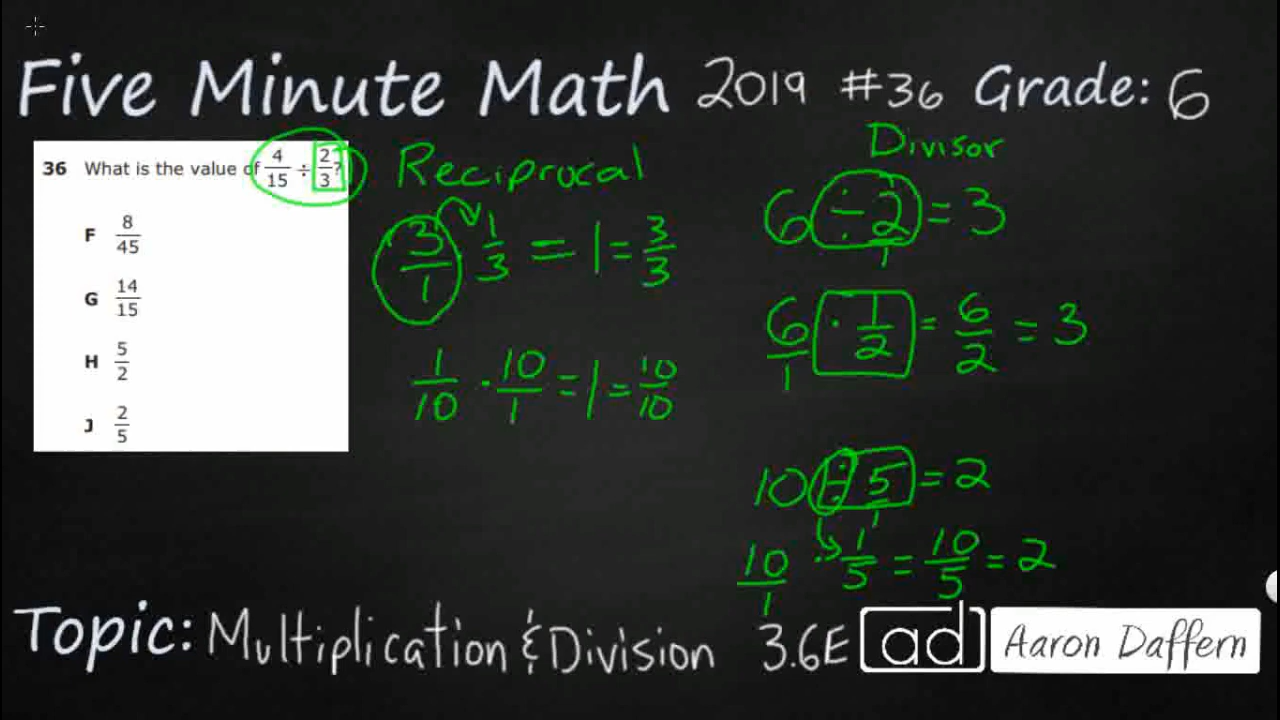 Five Minute Math 2019 #36 Grade: 6
36 What is the value of 4/15 ÷ 2/3?
F 8/45
G 14/15
H 5/2
J 2/5
Reciprocal
3/1 1/3 = 1 = 3/3
1/10 · 10/1 = 1 = 10/10
Divisor
6 ÷ 2/1 = 3
6/1 · 1/2 = 6/2 = 3
10 ÷ 5/1 = 2
10/1 · 1/5 = 10/5 = 2
Topic: Multiplication & Division 3.6E ad Aaron Daffern